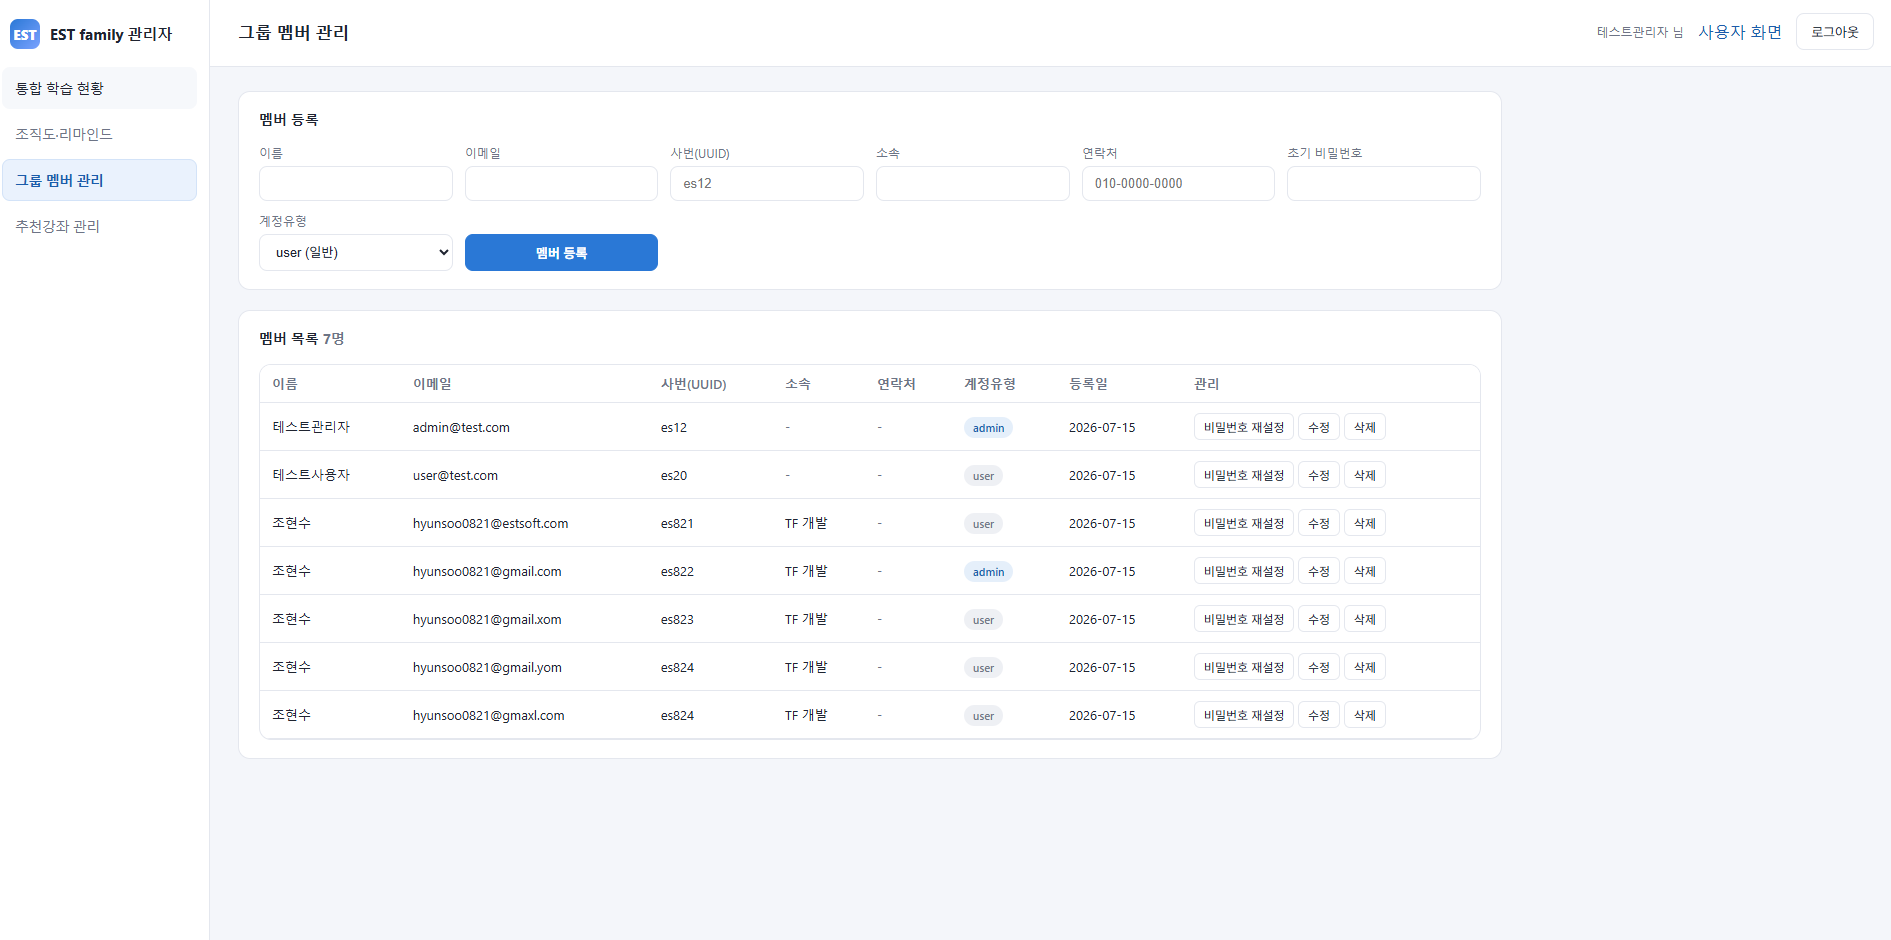 EST EST family 관리자
통합 학습 현황
조직도·리마인드
그룹 멤버 관리
추천강좌 관리
그룹 멤버 관리
테스트관리자 님 사용자 화면 로그아웃
멤버 등록
이름 이메일 사번(UUID) 소속 연락처 초기 비밀번호
es12 010-0000-0000
계정유형
user (일반) 멤버 등록
멤버 목록 7명
이름 이메일 사번(UUID) 소속 연락처 계정유형 등록일 관리
테스트관리자 admin@test.com es12 - - admin 2026-07-15 비밀번호 재설정 수정 삭제
테스트사용자 user@test.com es20 - - user 2026-07-15 비밀번호 재설정 수정 삭제
조현수 hyunsoo0821@estsoft.com es821 TF 개발 - user 2026-07-15 비밀번호 재설정 수정 삭제
조현수 hyunsoo0821@gmail.com es822 TF 개발 - admin 2026-07-15 비밀번호 재설정 수정 삭제
조현수 hyunsoo0821@gmail.xom es823 TF 개발 - user 2026-07-15 비밀번호 재설정 수정 삭제
조현수 hyunsoo0821@gmail.yom es824 TF 개발 - user 2026-07-15 비밀번호 재설정 수정 삭제
조현수 hyunsoo0821@gmaxl.com es824 TF 개발 - user 2026-07-15 비밀번호 재설정 수정 삭제